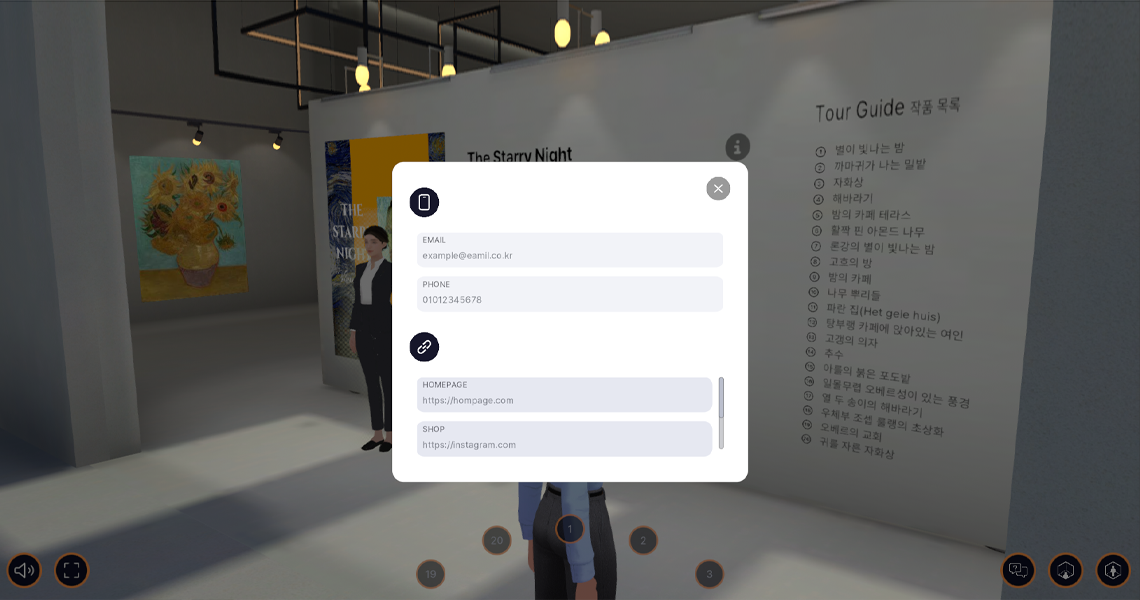 The Starry Night
THE
STARRY
NIGHT
Tour Guide 작품 목록
1 별이 빛나는 밤
2 까마귀가 나는 밀밭
3 자화상
4 해바라기
5 밤의 카페 테라스
6 활짝 핀 아몬드 나무
7 론강의 별이 빛나는 밤
8 고흐의 방
9 밤의 카페
10 나무 뿌리들
11 파란 집(Het gele huis)
12 탕부랭 카페에 앉아있는 여인
13 고갱의 의자
14 추수
15 아를의 붉은 포도밭
16 일몰무렵 오베르성이 있는 풍경
17 열 두 송이의 해바라기
18 우체부 조셉 룰랭의 초상화
19 오베르의 교회
20 귀를 자른 자화상
EMAIL
example@eamil.co.kr
PHONE
01012345678
HOMEPAGE
https://hompage.com
SHOP
https://instagram.com
19
20
1
2
3